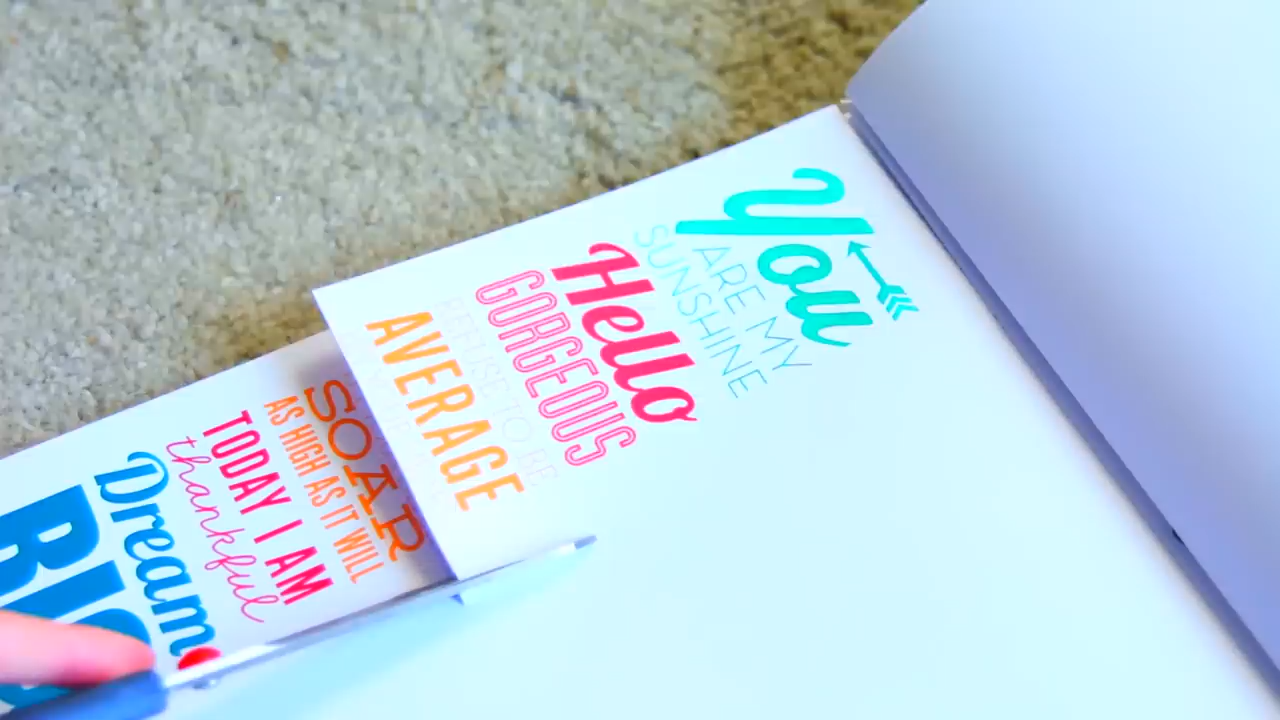 You
ARE MY
SUNSHINE
Hello
GORGEOUS
REFUSE TO BE
AVERAGE
SOAR
AS HIGH AS IT WILL
TODAY I AM
thankful
Dream